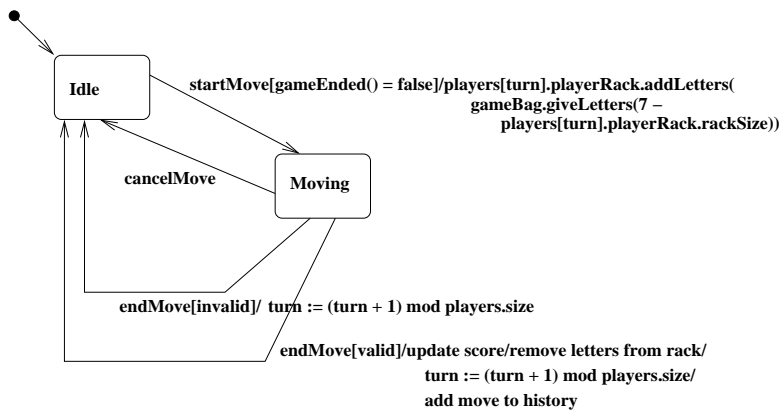 Idle
startMove[gameEnded() = false]/players[turn].playerRack.addLetters(
gameBag.giveLetters(7 –
players[turn].playerRack.rackSize))
cancelMove
Moving
endMove[invalid]/ turn := (turn + 1) mod players.size
endMove[valid]/update score/remove letters from rack/
turn := (turn + 1) mod players.size/
add move to history